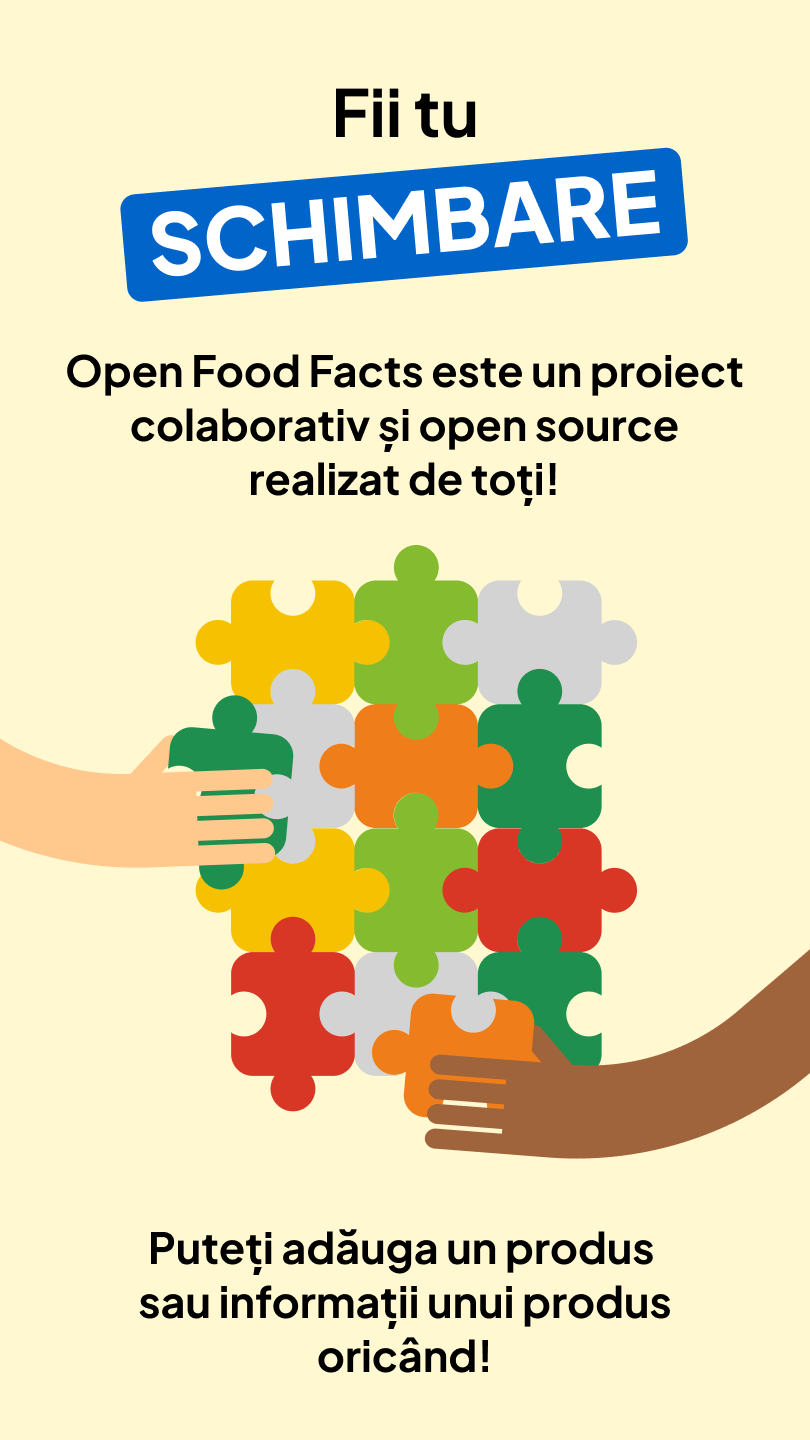 Fii tu
SCHIMBARE
Open Food Facts este un proiect
colaborativ și open source
realizat de toți!
Puteți adăuga un produs
sau informații unui produs
oricând!